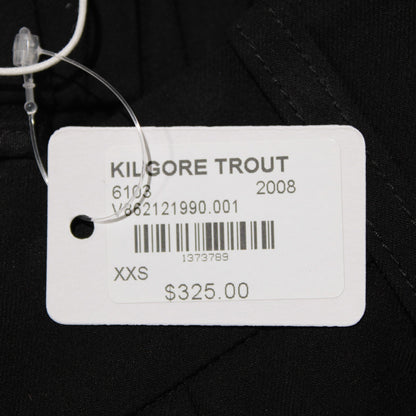 KILGORE TROUT
6103 2008
V862121990.001
1373789
XXS
$325.00